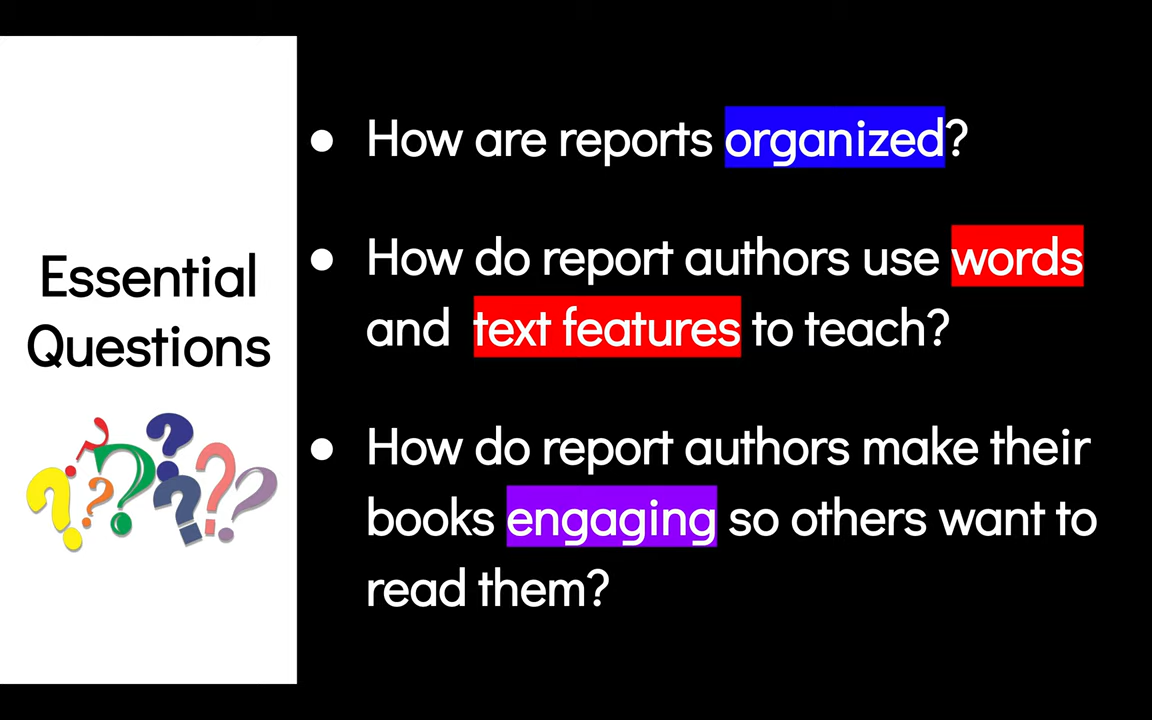 Essential
Questions
● How are reports organized?
● How do report authors use words
and text features to teach?
● How do report authors make their
books engaging so others want to
read them?